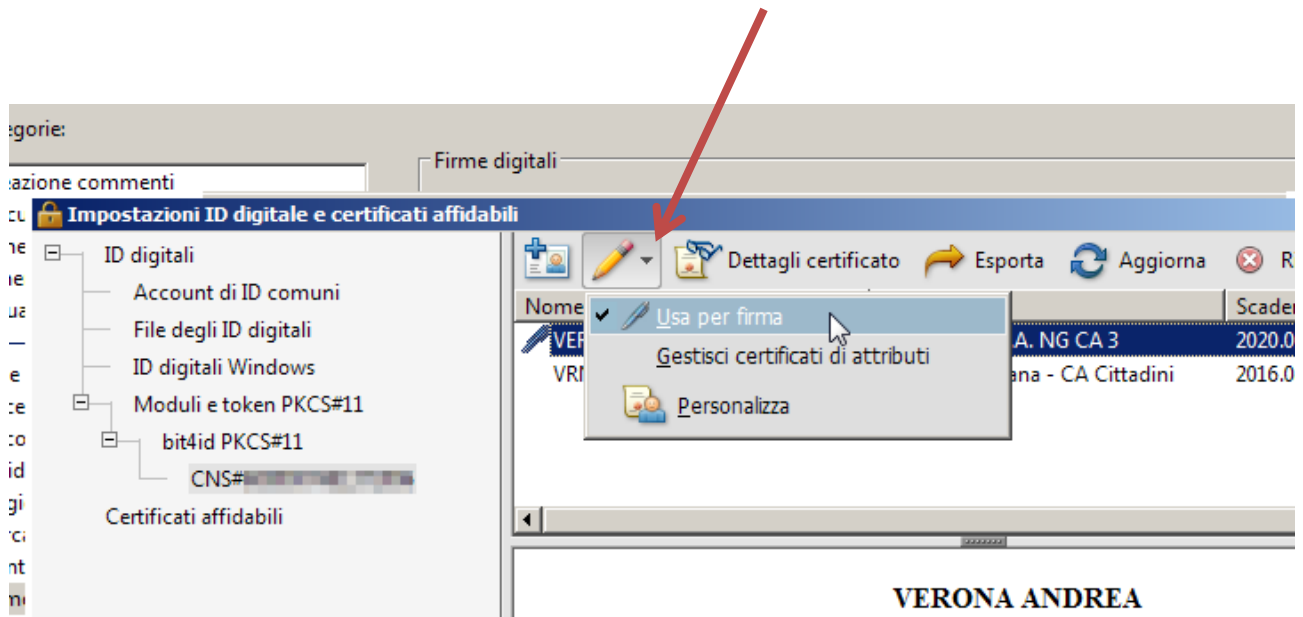 egorie:
Firme digitali
eazione commenti
Impostazioni ID digitale e certificati affidabili
ID digitali
Account di ID comuni
File degli ID digitali
ID digitali Windows
Moduli e token PKCS#11
bit4id PKCS#11
CNS#
Certificati affidabili
Dettagli certificato
Esporta
Aggiorna
R
Nome
Scader
Usa per firma
VER
A. NG CA 3
2020.0
Gestisci certificati di attributi
VRN
ana - CA Cittadini
2016.0
Personalizza
VERONA ANDREA